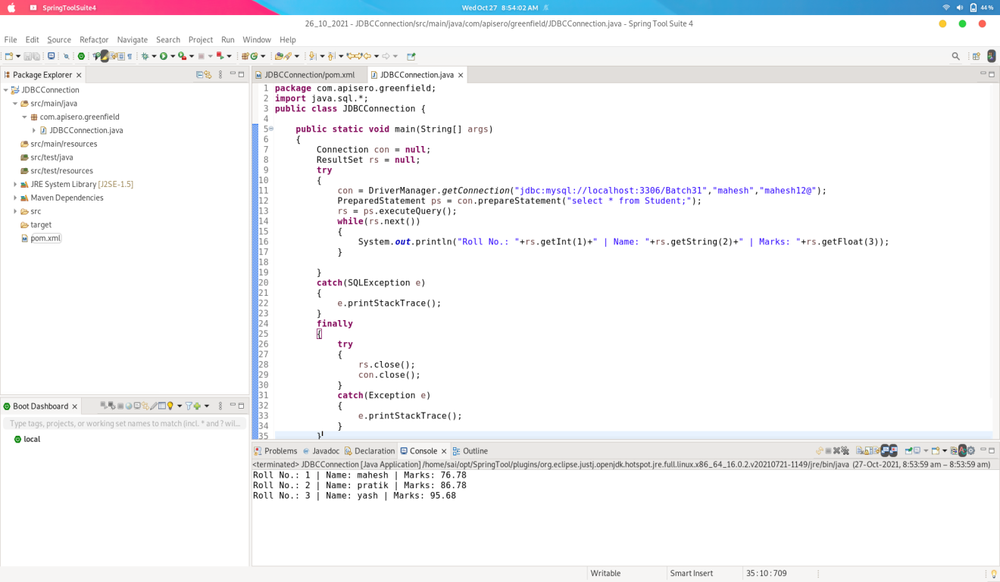 SpringToolSuite4
Wed Oct 27 8:54:02 AM
44 %
26_10_2021 - JDBCConnection/src/main/java/com/apisero/greenfield/JDBCConnection.java - Spring Tool Suite 4
File Edit Source Refactor Navigate Search Project Run Window Help
Package Explorer
JDBCConnection
src/main/java
com.apisero.greenfield
JDBCConnection.java
src/main/resources
src/test/java
src/test/resources
JRE System Library [J2SE-1.5]
Maven Dependencies
src
target
pom.xml
Boot Dashboard
Type tags, projects, or working set names to match (incl. * and ? wil...
local
JDBCConnection/pom.xml JDBCConnection.java
1 package com.apisero.greenfield;
2 import java.sql.*;
3 public class JDBCConnection {
4
5 public static void main(String[] args)
6 {
7 Connection con = null;
8 ResultSet rs = null;
9 try
10 {
11 con = DriverManager.getConnection("jdbc:mysql://localhost:3306/Batch31","mahesh","mahesh12@");
12 PreparedStatement ps = con.prepareStatement("select * from Student;");
13 rs = ps.executeQuery();
14 while(rs.next())
15 {
16 System.out.println("Roll No.: "+rs.getInt(1)+" | Name: "+rs.getString(2)+" | Marks: "+rs.getFloat(3));
17 }
18
19 }
20 catch(SQLException e)
21 {
22 e.printStackTrace();
23 }
24 finally
25 {
26 try
27 {
28 rs.close();
29 con.close();
30 }
31 catch(Exception e)
32 {
33 e.printStackTrace();
34 }
35 }
Problems Javadoc Declaration Console Outline
<terminated> JDBCConnection [Java Application] /home/sai/opt/SpringTool/plugins/org.eclipse.justj.openjdk.hotspot.jre.full.linux.x86_64_16.0.2.v20210721-1149/jre/bin/java (27-Oct-2021, 8:53:59 am – 8:53:59 am)
Roll No.: 1 | Name: mahesh | Marks: 76.78
Roll No.: 2 | Name: pratik | Marks: 86.78
Roll No.: 3 | Name: yash | Marks: 95.68
Writable Smart Insert 35 : 10 : 709